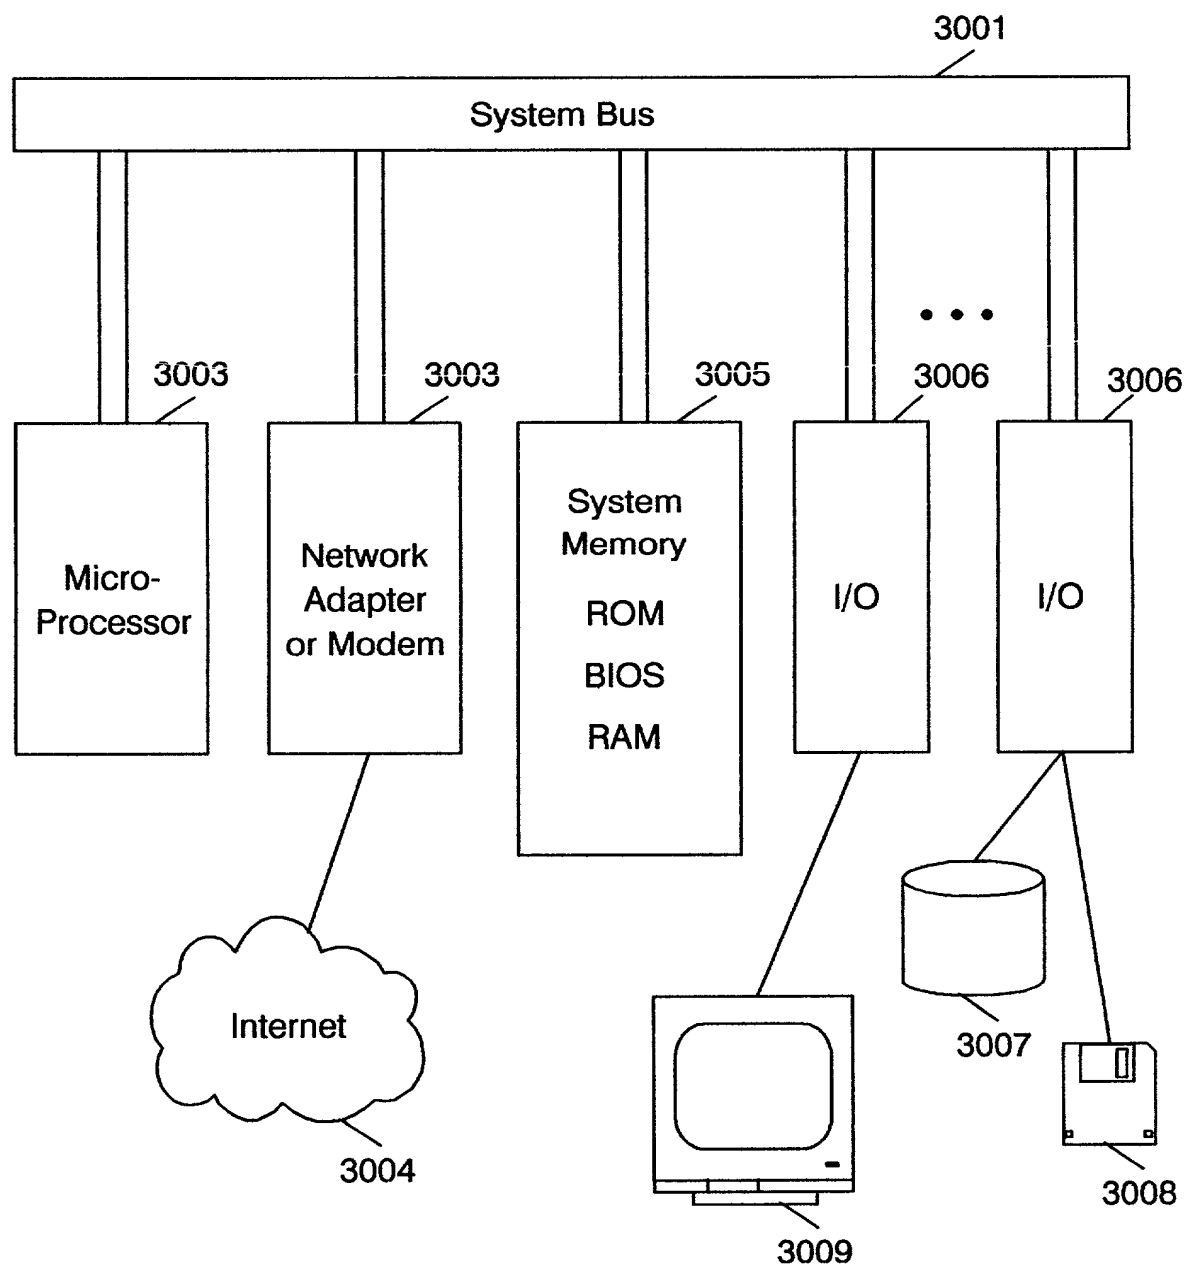 3001
System Bus
3003
3003
3005
3006
3006
Micro-
Processor
Network
Adapter
or Modem
System
Memory
ROM
BIOS
RAM
I/O
I/O
Internet
3004
3007
3008
3009